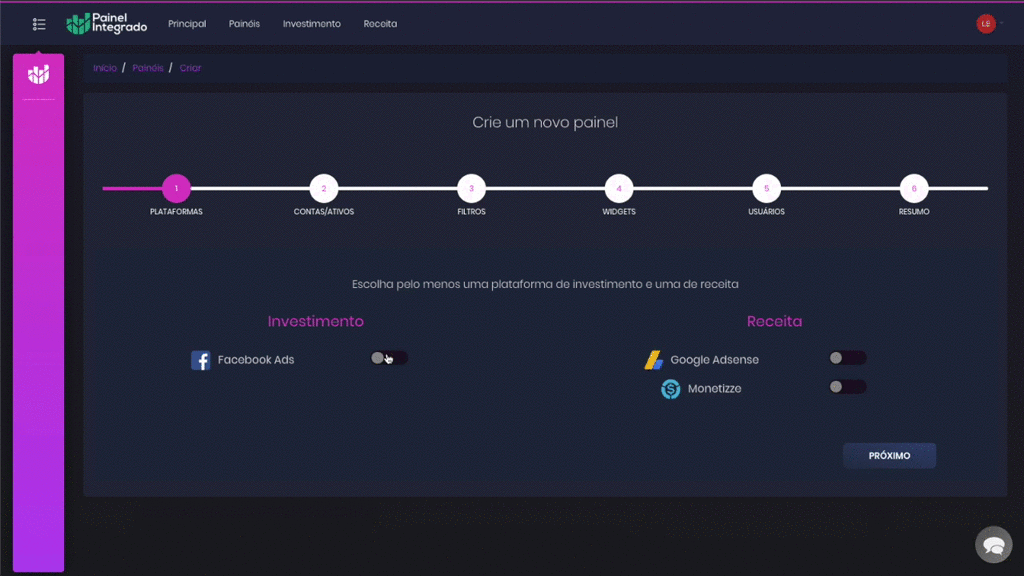 Painel
Integrado
Principal
Painéis
Investimento
Receita
LS
Início / Painéis / Criar
Crie um novo painel
1
2
3
4
5
6
PLATAFORMAS
CONTAS/ATIVOS
FILTROS
WIDGETS
USUÁRIOS
RESUMO
Escolha pelo menos uma plataforma de investimento e uma de receita
Investimento
Receita
Facebook Ads
Google Adsense
Monetizze
PRÓXIMO